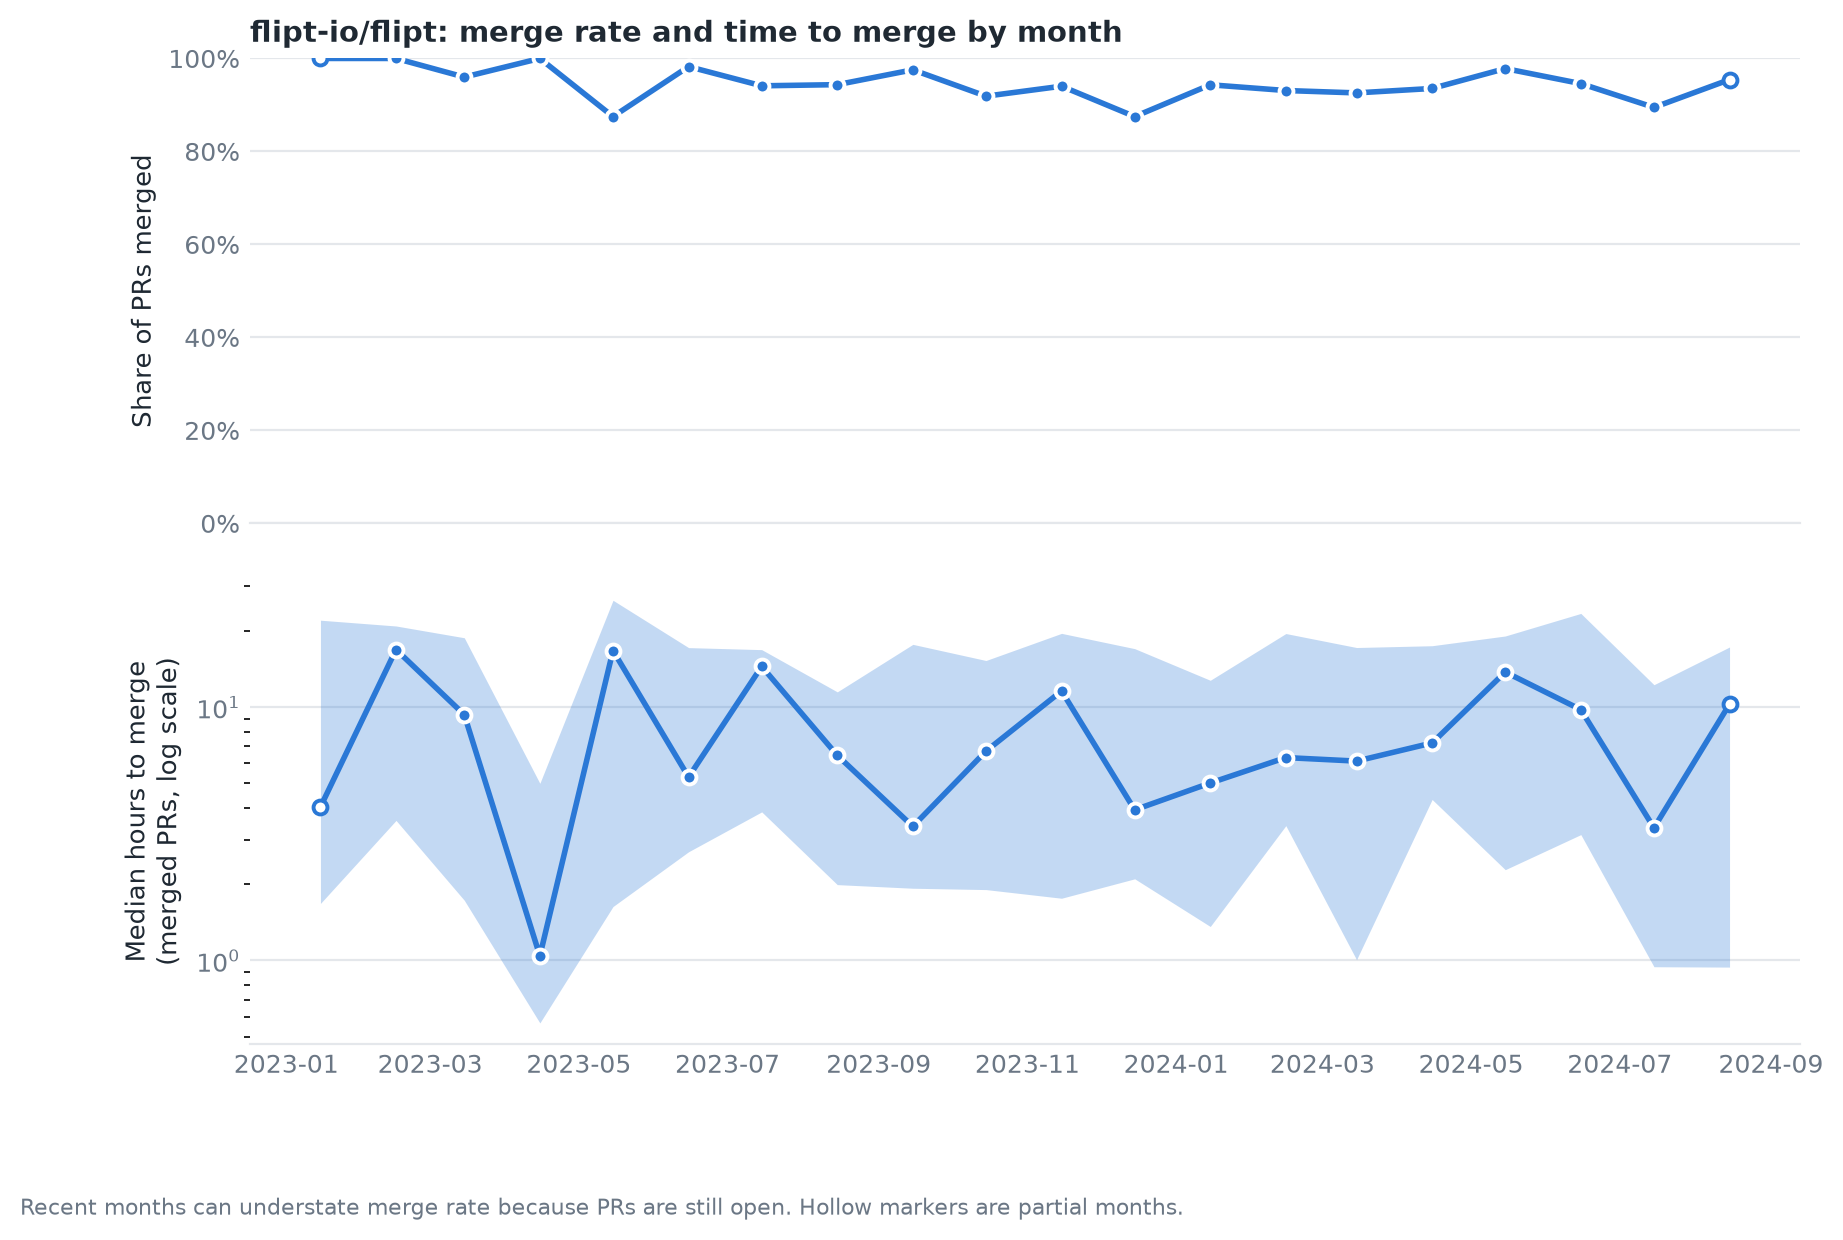 flipt-io/flipt: merge rate and time to merge by month
100%
80%
60%
40%
20%
0%
Share of PRs merged
10¹
10⁰
Median hours to merge
(merged PRs, log scale)
2023-01 2023-03 2023-05 2023-07 2023-09 2023-11 2024-01 2024-03 2024-05 2024-07 2024-09
Recent months can understate merge rate because PRs are still open. Hollow markers are partial months.